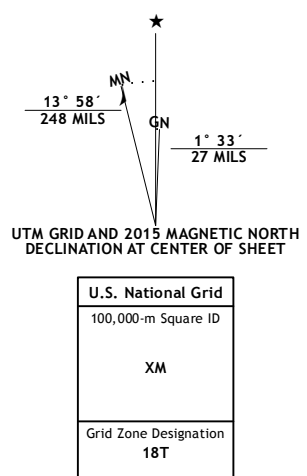 ★
MN
GN
13° 58´
248 MILS
1° 33´
27 MILS
UTM GRID AND 2015 MAGNETIC NORTH
DECLINATION AT CENTER OF SHEET
U.S. National Grid
100,000-m Square ID
XM
Grid Zone Designation
18T